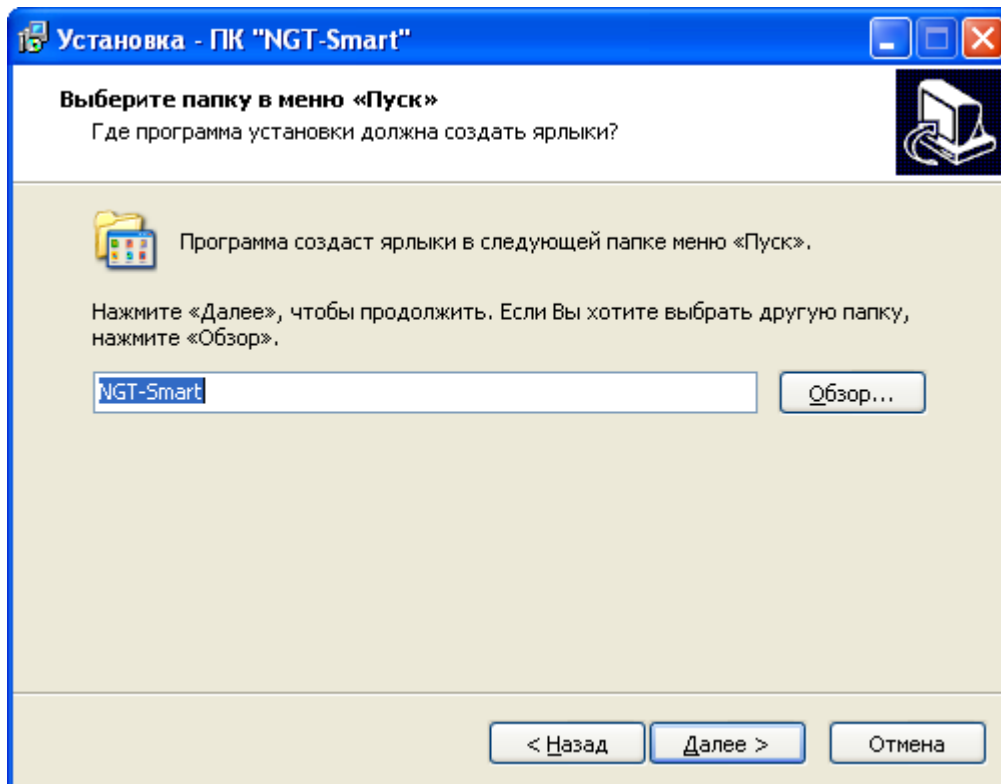 Установка - ПК "NGT-Smart"
Выберите папку в меню «Пуск»
Где программа установки должна создать ярлыки?
Программа создаст ярлыки в следующей папке меню «Пуск».
Нажмите «Далее», чтобы продолжить. Если Вы хотите выбрать другую папку,
нажмите «Обзор».
NGT-Smart
Обзор...
< Назад
Далее >
Отмена